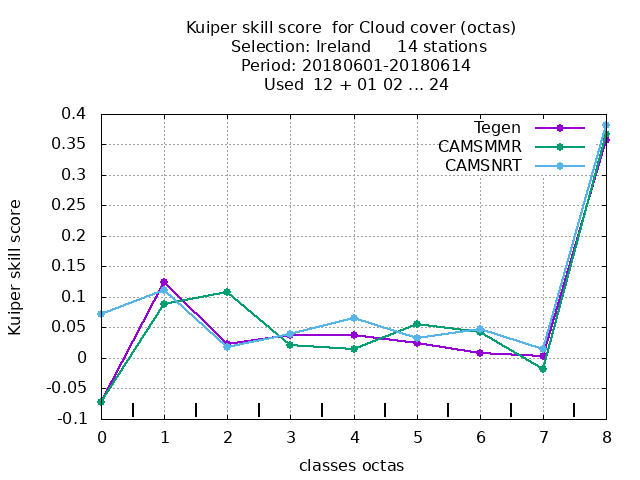 Kuiper skill score  for Cloud cover (octas)
Selection: Ireland     14 stations
Period: 20180601-20180614
Used  12 + 01 02 ... 24
Tegen
CAMSMMR
CAMSNRT
Kuiper skill score
0.4
0.35
0.3
0.25
0.2
0.15
0.1
0.05
0
-0.05
-0.1
0 1 2 3 4 5 6 7 8
classes octas